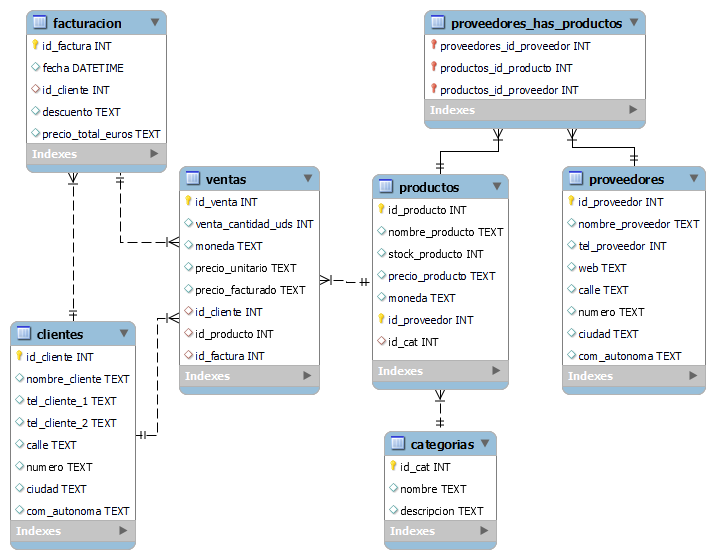 facturacion
id_factura INT
fecha DATETIME
id_cliente INT
descuento TEXT
precio_total_euros TEXT
Indexes
proveedores_has_productos
proveedores_id_proveedor INT
productos_id_producto INT
productos_id_proveedor INT
Indexes
ventas
id_venta INT
venta_cantidad_uds INT
moneda TEXT
precio_unitario TEXT
precio_facturado TEXT
id_cliente INT
id_producto INT
id_factura INT
Indexes
productos
id_producto INT
nombre_producto TEXT
stock_producto INT
precio_producto TEXT
moneda TEXT
id_proveedor INT
id_cat INT
Indexes
proveedores
id_proveedor INT
nombre_proveedor TEXT
tel_proveedor INT
web TEXT
calle TEXT
numero TEXT
ciudad TEXT
com_autonoma TEXT
Indexes
clientes
id_cliente INT
nombre_cliente TEXT
tel_cliente_1 TEXT
tel_cliente_2 TEXT
calle TEXT
numero TEXT
ciudad TEXT
com_autonoma TEXT
Indexes
categorias
id_cat INT
nombre TEXT
descripcion TEXT
Indexes